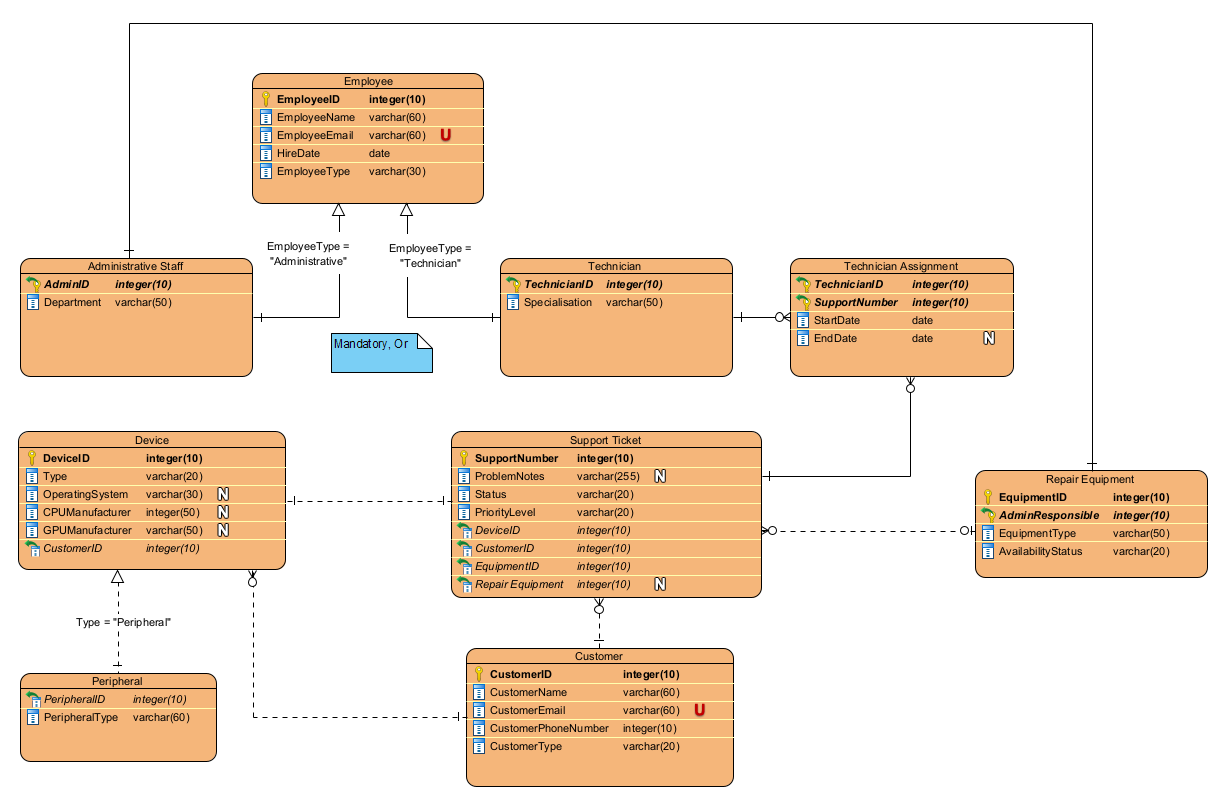 Employee
EmployeeID integer(10)
EmployeeName varchar(60)
EmployeeEmail varchar(60) U
HireDate date
EmployeeType varchar(30)
EmployeeType =
"Administrative"
EmployeeType =
"Technician"
Administrative Staff
AdminID integer(10)
Department varchar(50)
Mandatory, Or
Technician
TechnicianID integer(10)
Specialisation varchar(50)
Technician Assignment
TechnicianID integer(10)
SupportNumber integer(10)
StartDate date
EndDate date N
Device
DeviceID integer(10)
Type varchar(20)
OperatingSystem varchar(30) N
CPUManufacturer integer(50) N
GPUManufacturer varchar(50) N
CustomerID integer(10)
Support Ticket
SupportNumber integer(10)
ProblemNotes varchar(255) N
Status varchar(20)
PriorityLevel varchar(20)
DeviceID integer(10)
CustomerID integer(10)
EquipmentID integer(10)
Repair Equipment integer(10) N
Repair Equipment
EquipmentID integer(10)
AdminResponsible integer(10)
EquipmentType varchar(50)
AvailabilityStatus varchar(20)
Type = "Peripheral"
Peripheral
PeripheralID integer(10)
PeripheralType varchar(60)
Customer
CustomerID integer(10)
CustomerName varchar(60)
CustomerEmail varchar(60) U
CustomerPhoneNumber integer(10)
CustomerType varchar(20)